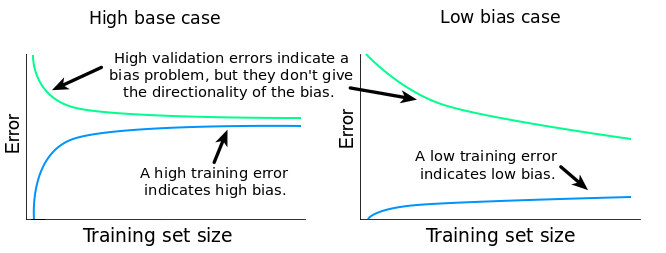 High base case
Low bias case
High validation errors indicate a
bias problem, but they don't give
the directionality of the bias.
Error
A high training error
indicates high bias.
Training set size
Error
A low training error
indicates low bias.
Training set size